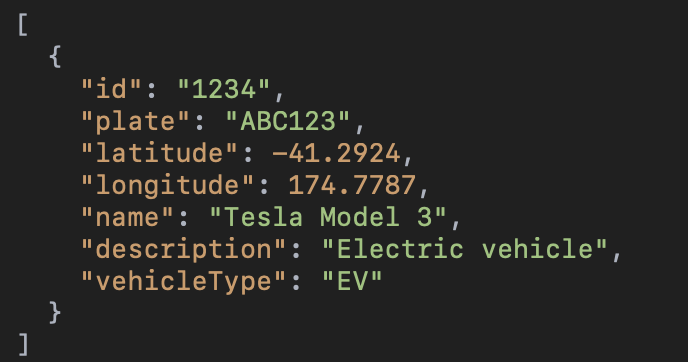 [
  {
    "id": "1234",
    "plate": "ABC123",
    "latitude": -41.2924,
    "longitude": 174.7787,
    "name": "Tesla Model 3",
    "description": "Electric vehicle",
    "vehicleType": "EV"
  }
]